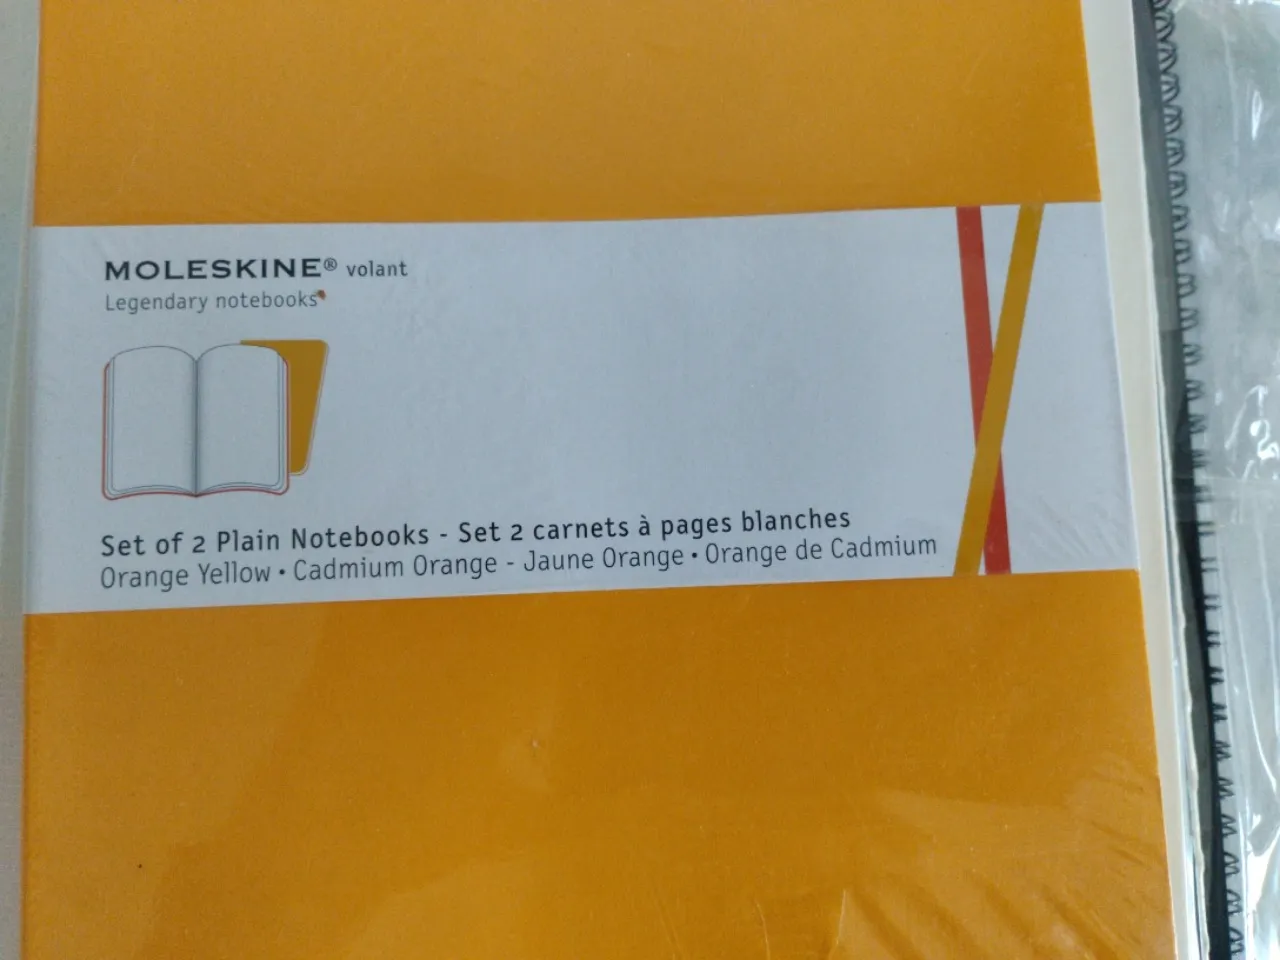 MOLESKINE® volant
Legendary notebooks
Set of 2 Plain Notebooks - Set 2 carnets à pages blanches
Orange Yellow • Cadmium Orange - Jaune Orange • Orange de Cadmium